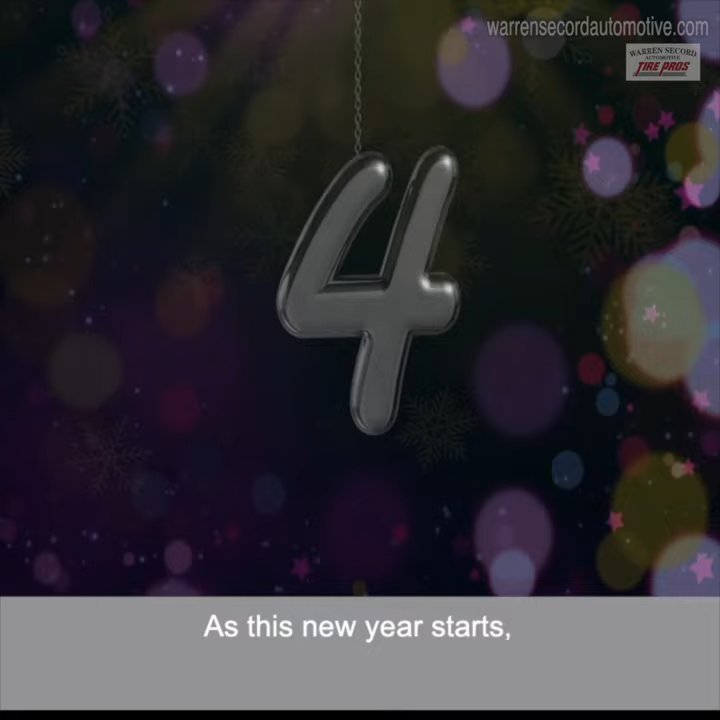 warrensecordautomotive.com
WARREN SECORD
AUTOMOTIVE
TIRE PROS
4
As this new year starts,